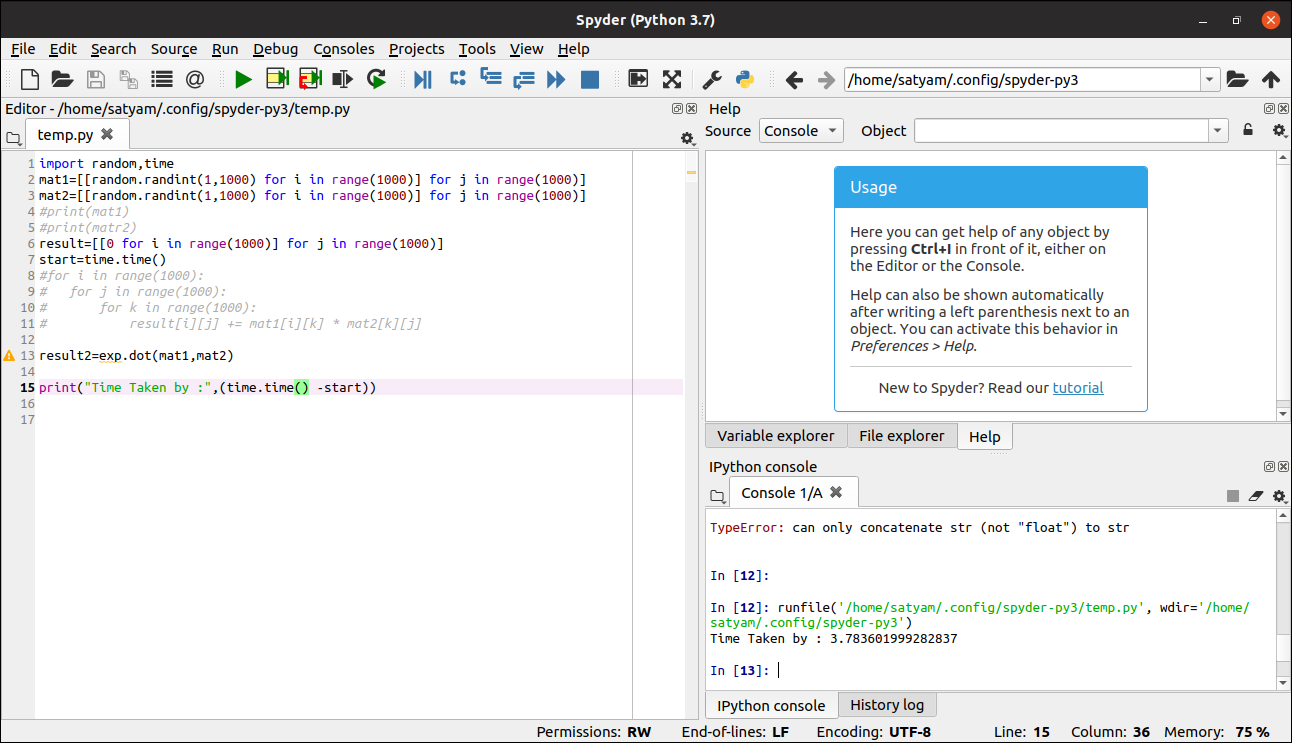 Spyder (Python 3.7)
File Edit Search Source Run Debug Consoles Projects Tools View Help
/home/satyam/.config/spyder-py3
Editor - /home/satyam/.config/spyder-py3/temp.py
temp.py
1 import random,time
2 mat1=[[random.randint(1,1000) for i in range(1000)] for j in range(1000)]
3 mat2=[[random.randint(1,1000) for i in range(1000)] for j in range(1000)]
4 #print(mat1)
5 #print(matr2)
6 result=[[0 for i in range(1000)] for j in range(1000)]
7 start=time.time()
8 #for i in range(1000):
9 #   for j in range(1000):
10 #       for k in range(1000):
11 #           result[i][j] += mat1[i][k] * mat2[k][j]
12
13 result2=exp.dot(mat1,mat2)
14
15 print("Time Taken by :",(time.time() -start))
16
17
Help
Source Console Object
Usage
Here you can get help of any object by
pressing Ctrl+I in front of it, either on
the Editor or the Console.
Help can also be shown automatically
after writing a left parenthesis next to an
object. You can activate this behavior in
Preferences > Help.
New to Spyder? Read our tutorial
Variable explorer File explorer Help
IPython console
Console 1/A
TypeError: can only concatenate str (not "float") to str
In [12]:
In [12]: runfile('/home/satyam/.config/spyder-py3/temp.py', wdir='/home/
satyam/.config/spyder-py3')
Time Taken by : 3.783601999282837
In [13]:
IPython console History log
Permissions: RW End-of-lines: LF Encoding: UTF-8 Line: 15 Column: 36 Memory: 75 %